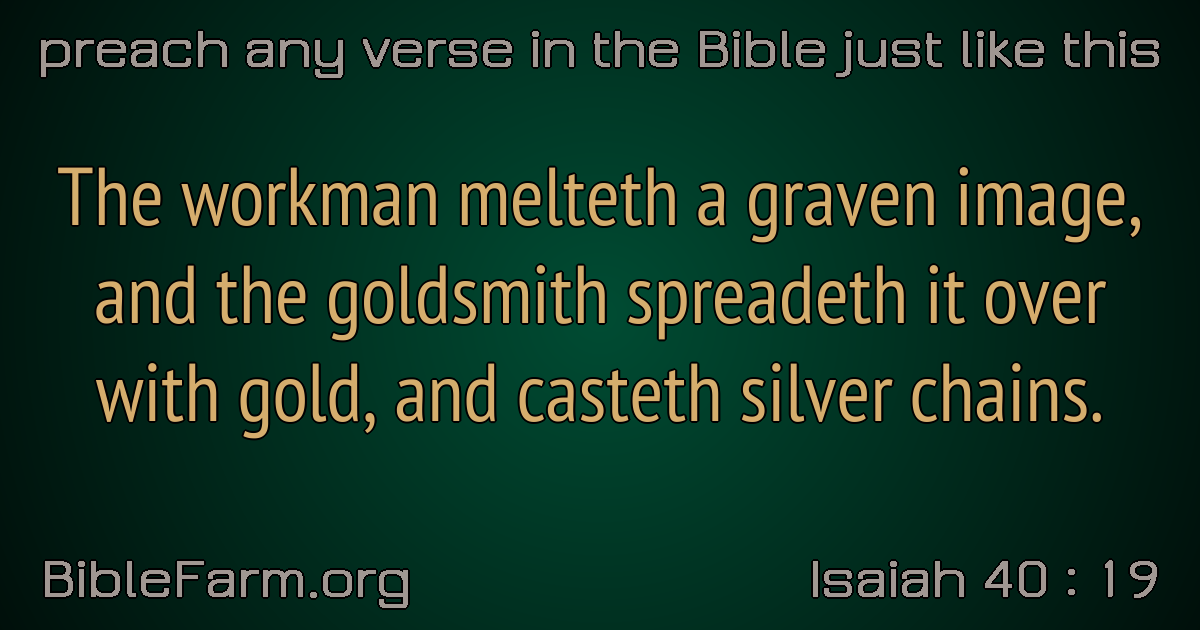 preach any verse in the Bible just like this
The workman melteth a graven image,
and the goldsmith spreadeth it over
with gold, and casteth silver chains.
BibleFarm.org
Isaiah 40 : 19